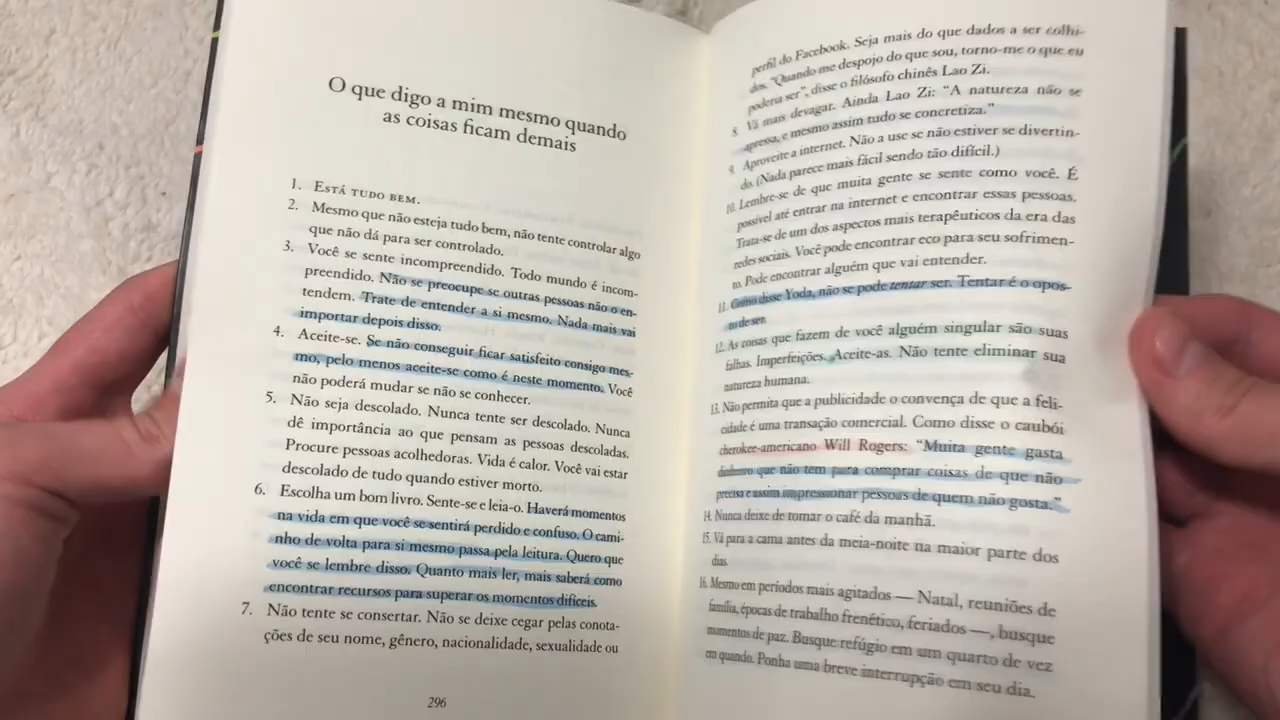 O que digo a mim mesmo quando
as coisas ficam demais
1. ESTÁ TUDO BEM.
2. Mesmo que não esteja tudo bem, não tente controlar algo
que não dá para ser controlado.
3. Você se sente incompreendido. Todo mundo é incom-
preendido. Não se preocupe se outras pessoas não o en-
tendem. Trate de entender a si mesmo. Nada mais vai
importar depois disso.
4. Aceite-se. Se não conseguir ficar satisfeito consigo mes-
mo, pelo menos aceite-se como é neste momento. Você
não poderá mudar se não se conhecer.
5. Não seja descolado. Nunca tente ser descolado. Nunca
dê importância ao que pensam as pessoas descoladas.
Procure pessoas acolhedoras. Vida é calor. Você vai estar
descolado de tudo quando estiver morto.
6. Escolha um bom livro. Sente-se e leia-o. Haverá momentos
na vida em que você se sentirá perdido e confuso. O cami-
nho de volta para si mesmo passa pela leitura. Quero que
você se lembre disso. Quanto mais ler, mais saberá como
encontrar recursos para superar os momentos difíceis.
7. Não tente se consertar. Não se deixe cegar pelas conota-
ções de seu nome, gênero, nacionalidade, sexualidade ou
296
perfil do Facebook. Seja mais do que dados a ser colhi-
dos. "Quando me despojo do que sou, torno-me o que eu
poderia ser", disse o filósofo chinês Lao Zi.
8. Vá mais devagar. Ainda Lao Zi: "A natureza não se
apressa, e mesmo assim tudo se concretiza."
9. Aproveite a internet. Não a use se não estiver se divertin-
do. (Nada parece mais fácil sendo tão difícil.)
10. Lembre-se de que muita gente se sente como você. É
possível até entrar na internet e encontrar essas pessoas.
Trata-se de um dos aspectos mais terapêuticos da era das
redes sociais. Você pode encontrar eco para seu sofrimen-
to. Pode encontrar alguém que vai entender.
11. Como disse Yoda, não se pode tentar ser. Tentar é o opos-
to de ser.
12. As coisas que fazem de você alguém singular são suas
falhas. Imperfeições. Aceite-as. Não tente eliminar sua
natureza humana.
13. Não permita que a publicidade o convença de que a feli-
cidade é uma transação comercial. Como disse o caubói
cherokee-americano Will Rogers: "Muita gente gasta
dinheiro que não tem para comprar coisas de que não
precisa e assim impressionar pessoas de quem não gosta."
14. Nunca deixe de tomar o café da manhã.
15. Vá para a cama antes da meia-noite na maior parte dos
dias.
16. Mesmo em períodos mais agitados — Natal, reuniões de
família, épocas de trabalho frenético, feriados —, busque
momentos de paz. Busque refúgio em um quarto de vez
em quando. Ponha uma breve interrupção em seu dia.